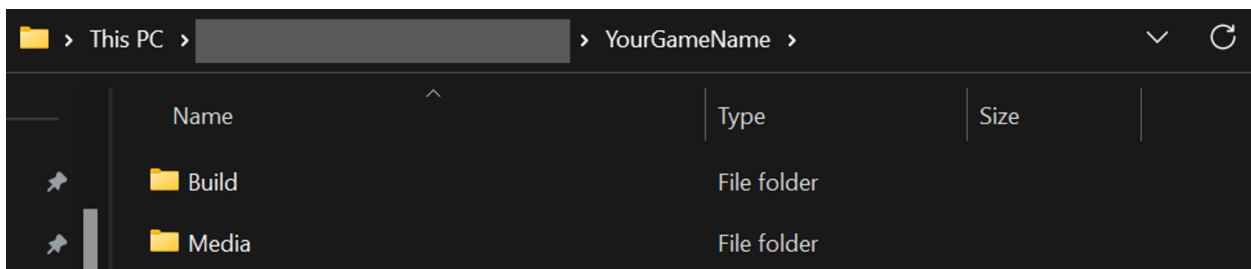 This PC YourGameName
Name Type Size
Build File folder
Media File folder